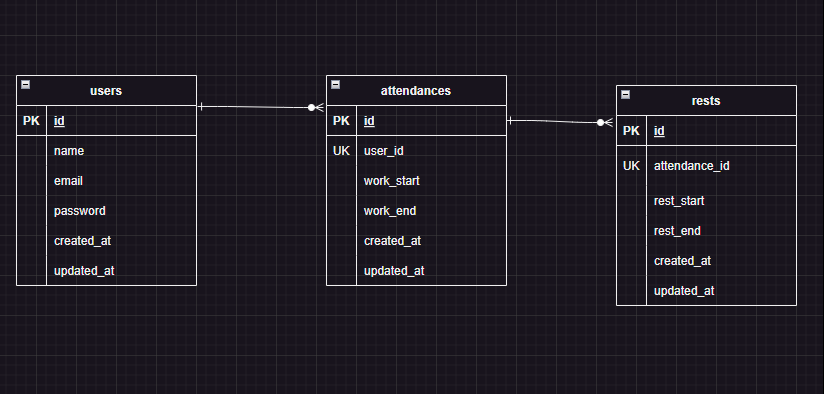 users
PK id
name
email
password
created_at
updated_at
attendances
PK id
UK user_id
work_start
work_end
created_at
updated_at
rests
PK id
UK attendance_id
rest_start
rest_end
created_at
updated_at